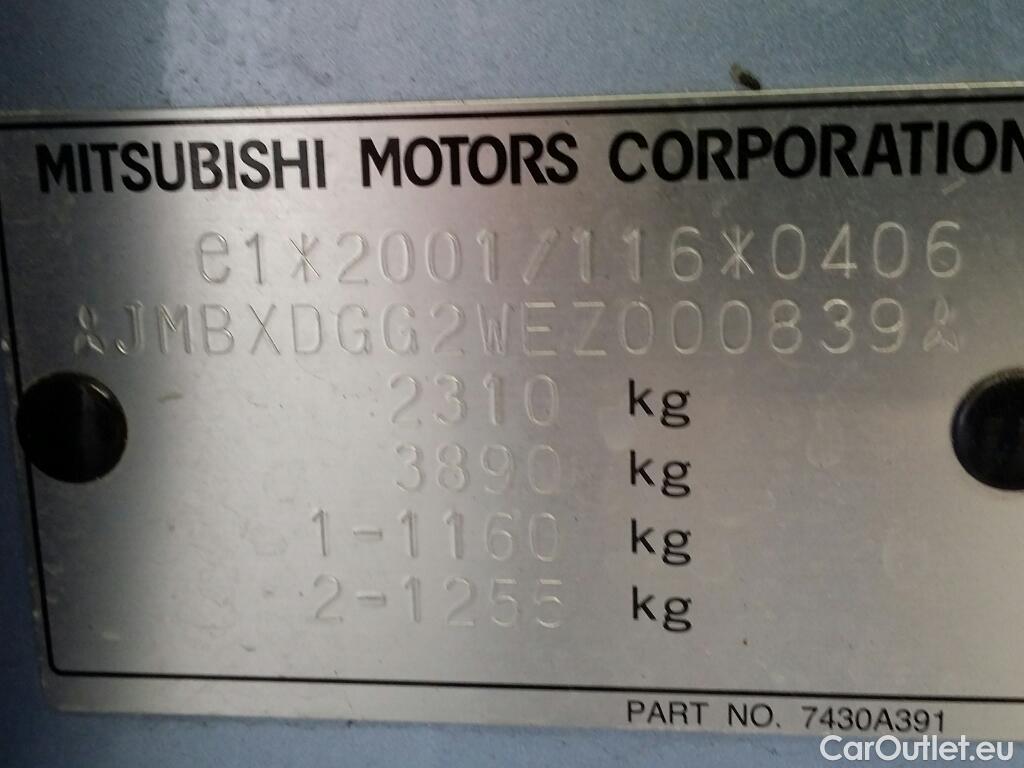 MITSUBISHI MOTORS CORPORATION
e1*2001/116*0406
JMBXDGG2WEZ000839
2310 kg
3890 kg
1-1160 kg
2-1255 kg
PART NO. 7430A391
CarOutlet.eu